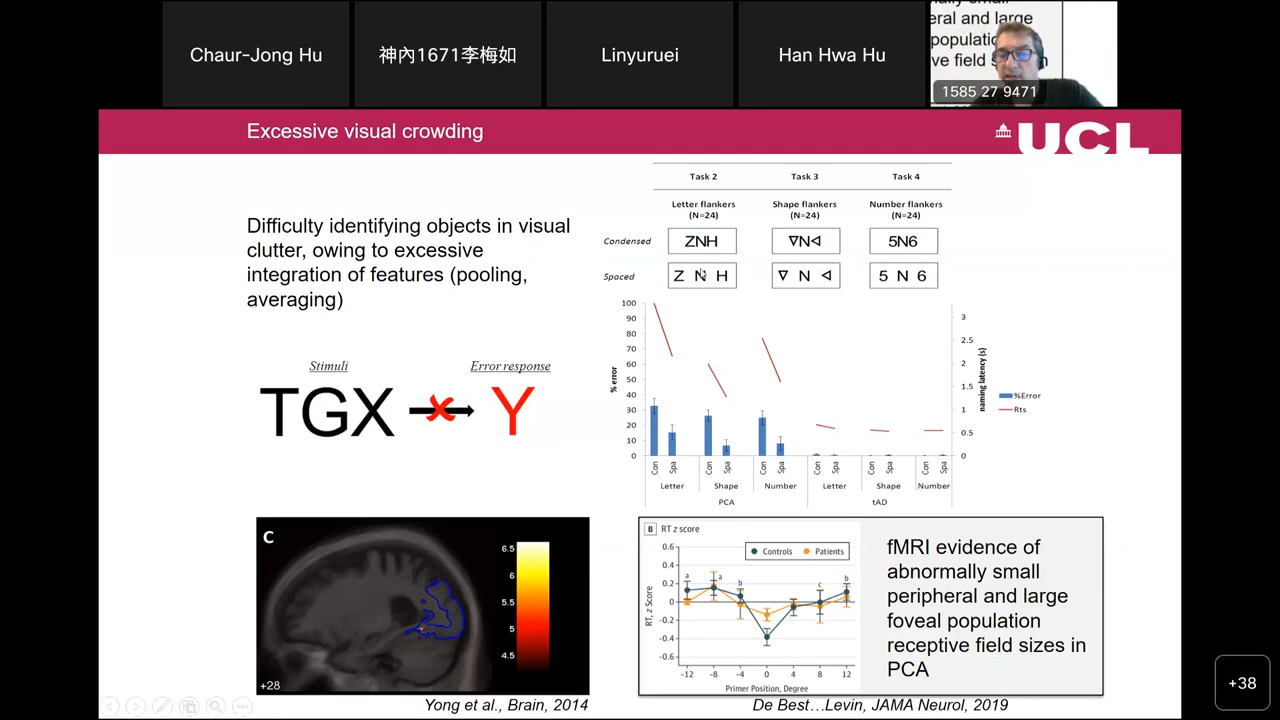 Chaur-Jong Hu
神內1671李梅如
Linyuruei
Han Hwa Hu
eral and large
population
ve field
1585 27 9471
Excessive visual crowding
UCL
Difficulty identifying objects in visual
clutter, owing to excessive
integration of features (pooling,
averaging)
Stimuli
Error response
TGX
Y
Task 2
Task 3
Task 4
Letter flankers
(N=24)
Shape flankers
(N=24)
Number flankers
(N=24)
Condensed
ZNH
∇N⊲
5N6
Spaced
Z N H
∇ N ⊲
5 N 6
100
90
80
70
60
50
40
30
20
10
0
% error
3
2.5
2
1.5
1
0.5
0
naming latency (s)
%Error
Rts
Con
Spa
Con
Spa
Con
Spa
Con
Spa
Con
Spa
Con
Spa
Letter
Shape
Number
Letter
Shape
Number
PCA
tAD
C
6.5
6
5.5
5
4.5
+28
Yong et al., Brain, 2014
B RT z score
Controls
Patients
0.6
0.4
0.2
0
-0.2
-0.4
-0.6
RT, z Score
a
a
b
c
b
-12
-8
-4
0
4
8
12
Primer Position, Degree
fMRI evidence of
abnormally small
peripheral and large
foveal population
receptive field sizes in
PCA
De Best…Levin, JAMA Neurol, 2019
+38